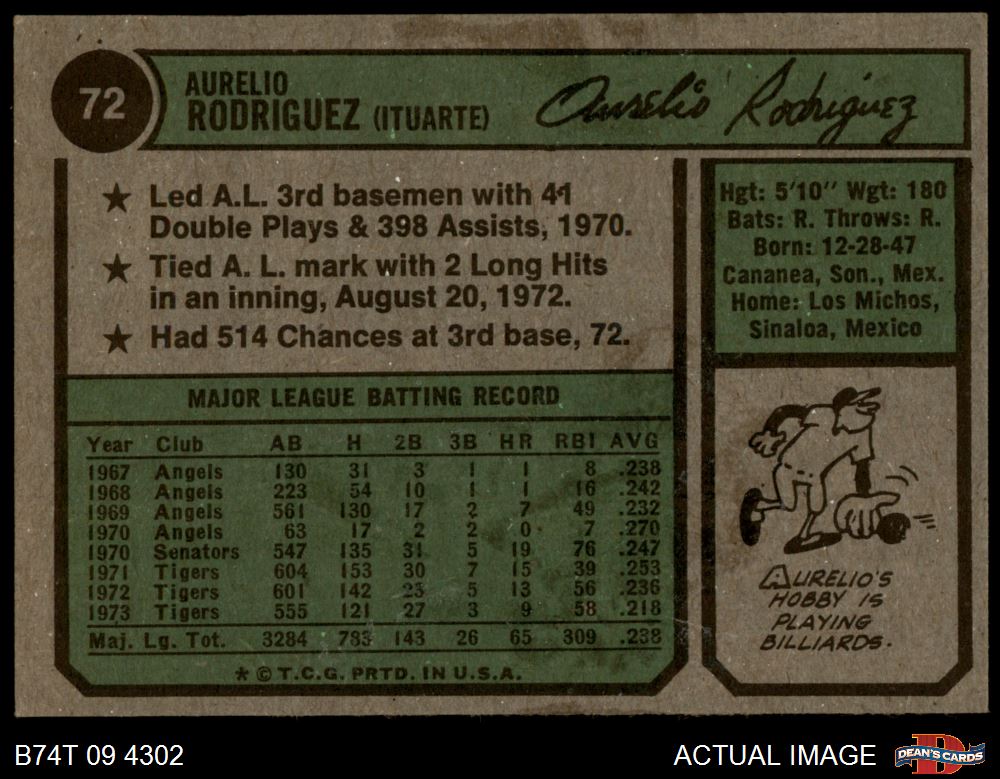 72
AURELIO
RODRIGUEZ (ITUARTE)
Aurelio Rodriguez
★ Led A.L. 3rd basemen with 41
Double Plays & 398 Assists, 1970.
★ Tied A. L. mark with 2 Long Hits
in an inning, August 20, 1972.
★ Had 514 Chances at 3rd base, 72.
Hgt: 5'10" Wgt: 180
Bats: R. Throws: R.
Born: 12-28-47
Cananea, Son., Mex.
Home: Los Michos,
Sinaloa, Mexico
MAJOR LEAGUE BATTING RECORD
Year Club AB H 2B 3B HR RBI AVG
1967 Angels 130 31 3 1 1 8 .238
1968 Angels 223 54 10 1 1 16 .242
1969 Angels 561 130 17 2 7 49 .232
1970 Angels 63 17 2 2 0 7 .270
1970 Senators 547 135 31 5 19 76 .247
1971 Tigers 604 153 30 7 15 39 .253
1972 Tigers 601 142 23 5 13 56 .236
1973 Tigers 555 121 27 3 9 58 .218
Maj. Lg. Tot. 3284 783 143 26 65 309 .238
* © T.C.G. PRTD. IN U.S.A.
AURELIO'S
HOBBY IS
PLAYING
BILLIARDS.
B74T 09 4302
ACTUAL IMAGE
DEAN'S CARDS